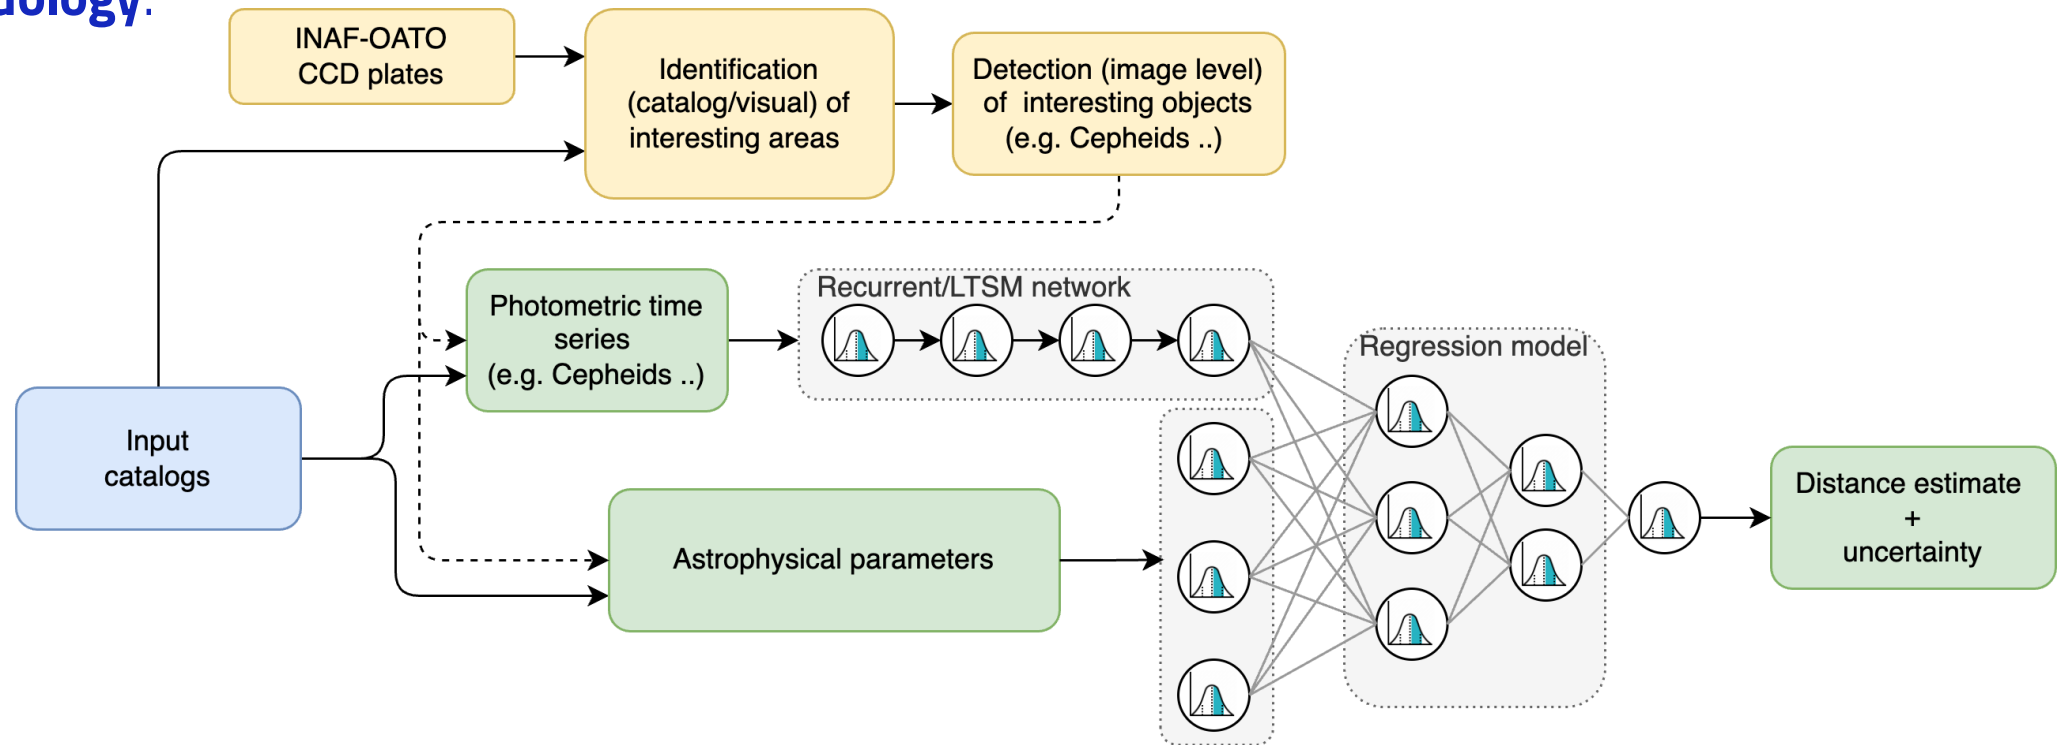 INAF-OATO
CCD plates
Identification
(catalog/visual) of
interesting areas
Detection (image level)
of interesting objects
(e.g. Cepheids ..)
Photometric time
series
(e.g. Cepheids ..)
Recurrent/LTSM network
Regression model
Input
catalogs
Astrophysical parameters
Distance estimate
+
uncertainty